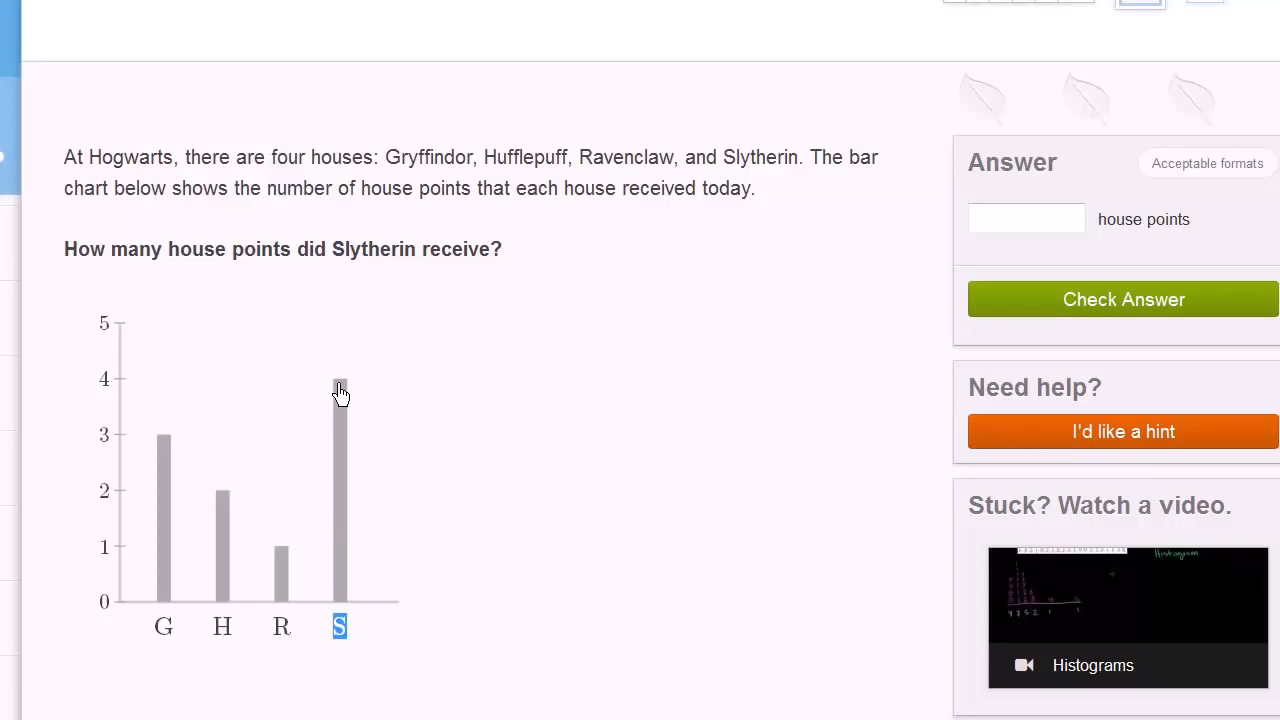 At Hogwarts, there are four houses: Gryffindor, Hufflepuff, Ravenclaw, and Slytherin. The bar
chart below shows the number of house points that each house received today.
How many house points did Slytherin receive?
5
4
3
2
1
0
G H R S
Answer
Acceptable formats
house points
Check Answer
Need help?
I'd like a hint
Stuck? Watch a video.
Histogram
Histograms